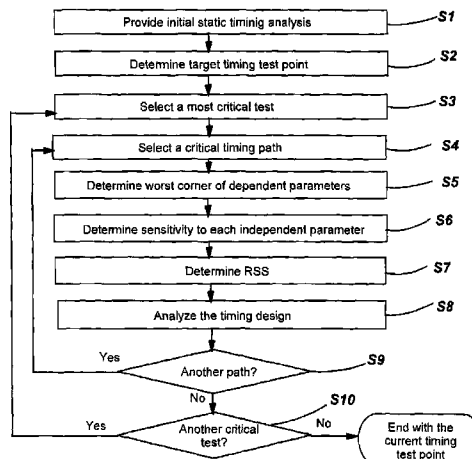 Provide initial static timinig analysis
S1
Determine target timing test point
S2
Select a most critical test
S3
Select a critical timing path
S4
Determine worst corner of dependent parameters
S5
Determine sensitivity to each independent parameter
S6
Determine RSS
S7
Analyze the timing design
S8
Yes
Another path?
S9
No
S10
Yes
Another critical
test?
No
End with the
current timing
test point